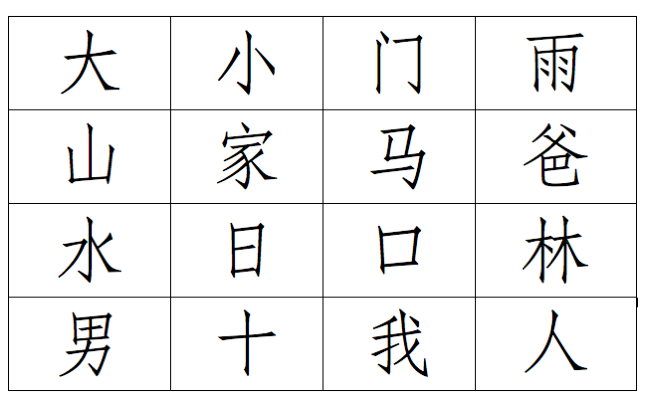 大 小 门 雨
山 家 马 爸
水 日 口 林
男 十 我 人